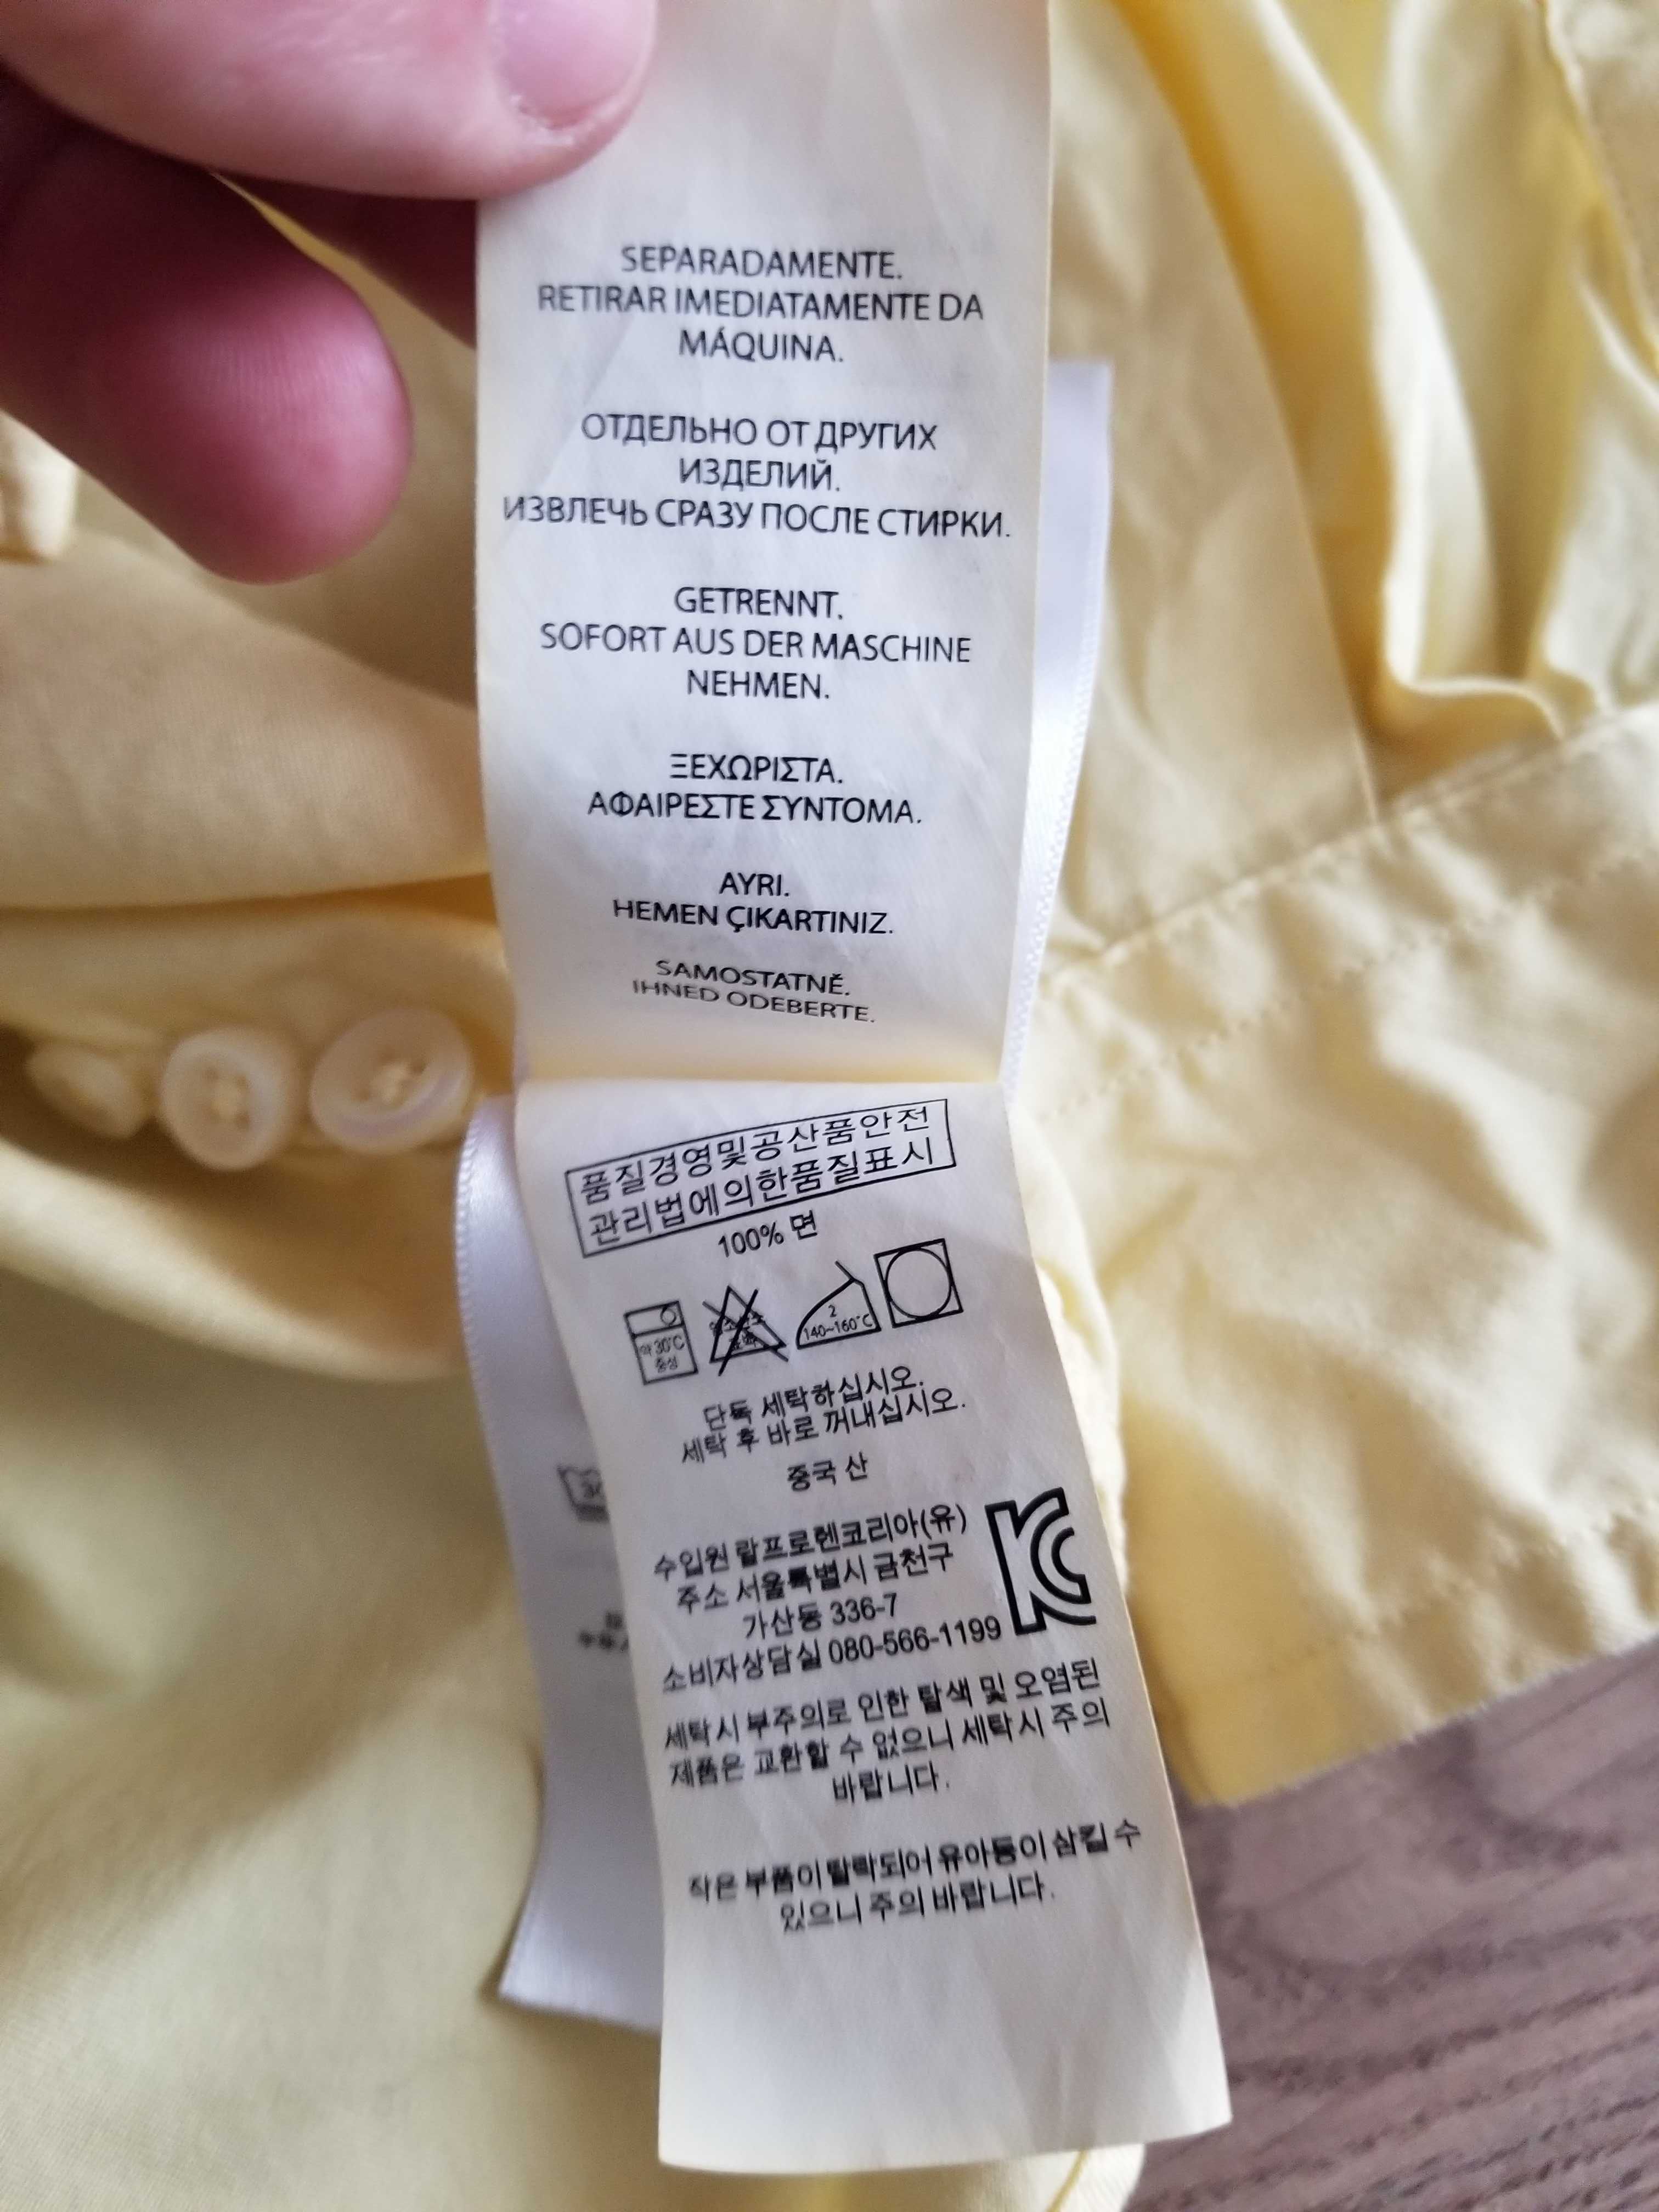 SEPARADAMENTE.
RETIRAR IMEDIATAMENTE DA
MÁQUINA.
ОТДЕЛЬНО ОТ ДРУГИХ
ИЗДЕЛИЙ.
ИЗВЛЕЧЬ СРАЗУ ПОСЛЕ СТИРКИ.
GETRENNT.
SOFORT AUS DER MASCHINE
NEHMEN.
ΞΕΧΩΡΙΣΤΑ.
ΑΦΑΙΡΕΣΤΕ ΣΥΝΤΟΜΑ.
AYRI.
HEMEN ÇIKARTINIZ.
SAMOSTATNĚ.
IHNED ODEBERTE.
품질경영및공산품안전
관리법에의한품질표시
100% 면
약 30˚C
중성
2
140~160˚C
단독 세탁하십시오.
세탁 후 바로 꺼내십시오.
중국 산
수입원 랄프로렌코리아(유)
주소 서울특별시 금천구
가산동 336-7
소비자상담실 080-566-1199
세탁시 부주의로 인한 탈색 및 오염된
제품은 교환할 수 없으니 세탁시 주의
바랍니다.
작은 부품이 탈락되어 유아등이 삼킬 수
있으니 주의 바랍니다.
30